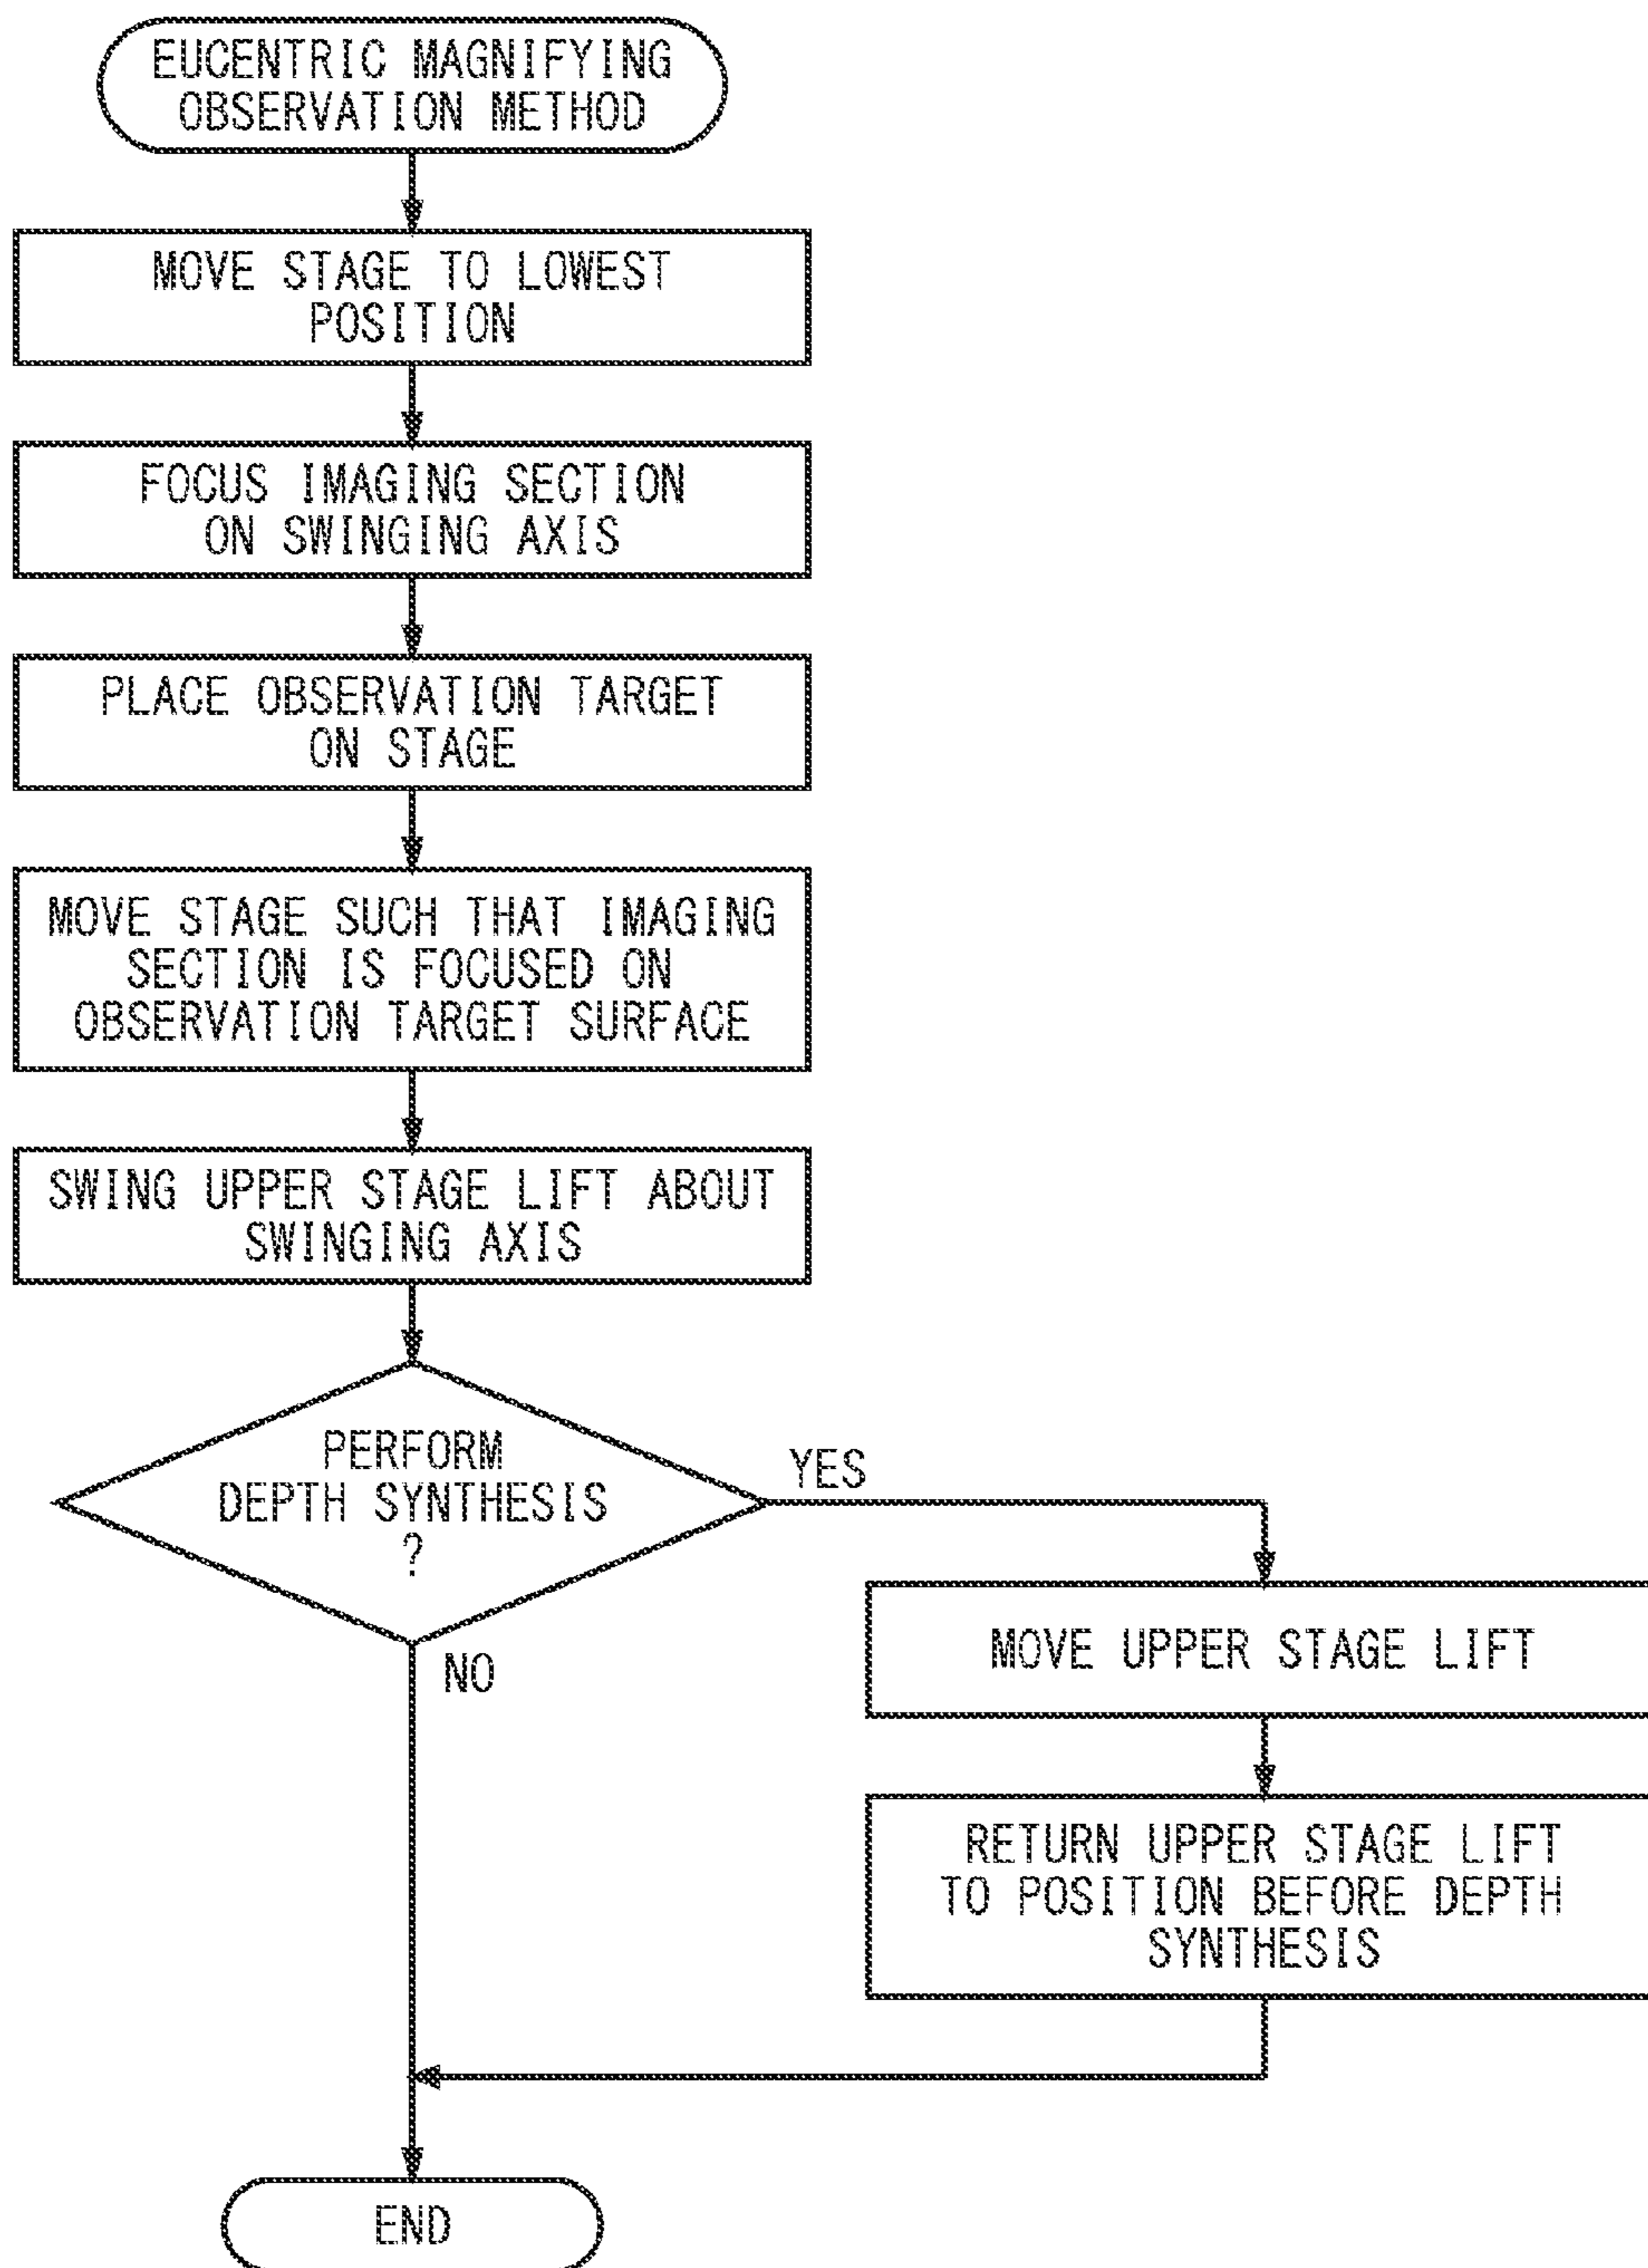 EUCENTRIC MAGNIFYING
OBSERVATION METHOD
MOVE STAGE TO LOWEST
POSITION
FOCUS IMAGING SECTION
ON SWINGING AXIS
PLACE OBSERVATION TARGET
ON STAGE
MOVE STAGE SUCH THAT IMAGING
SECTION IS FOCUSED ON
OBSERVATION TARGET SURFACE
SWING UPPER STAGE LIFT ABOUT
SWINGING AXIS
PERFORM
DEPTH SYNTHESIS
?
YES
NO
MOVE UPPER STAGE LIFT
RETURN UPPER STAGE LIFT
TO POSITION BEFORE DEPTH
SYNTHESIS
END